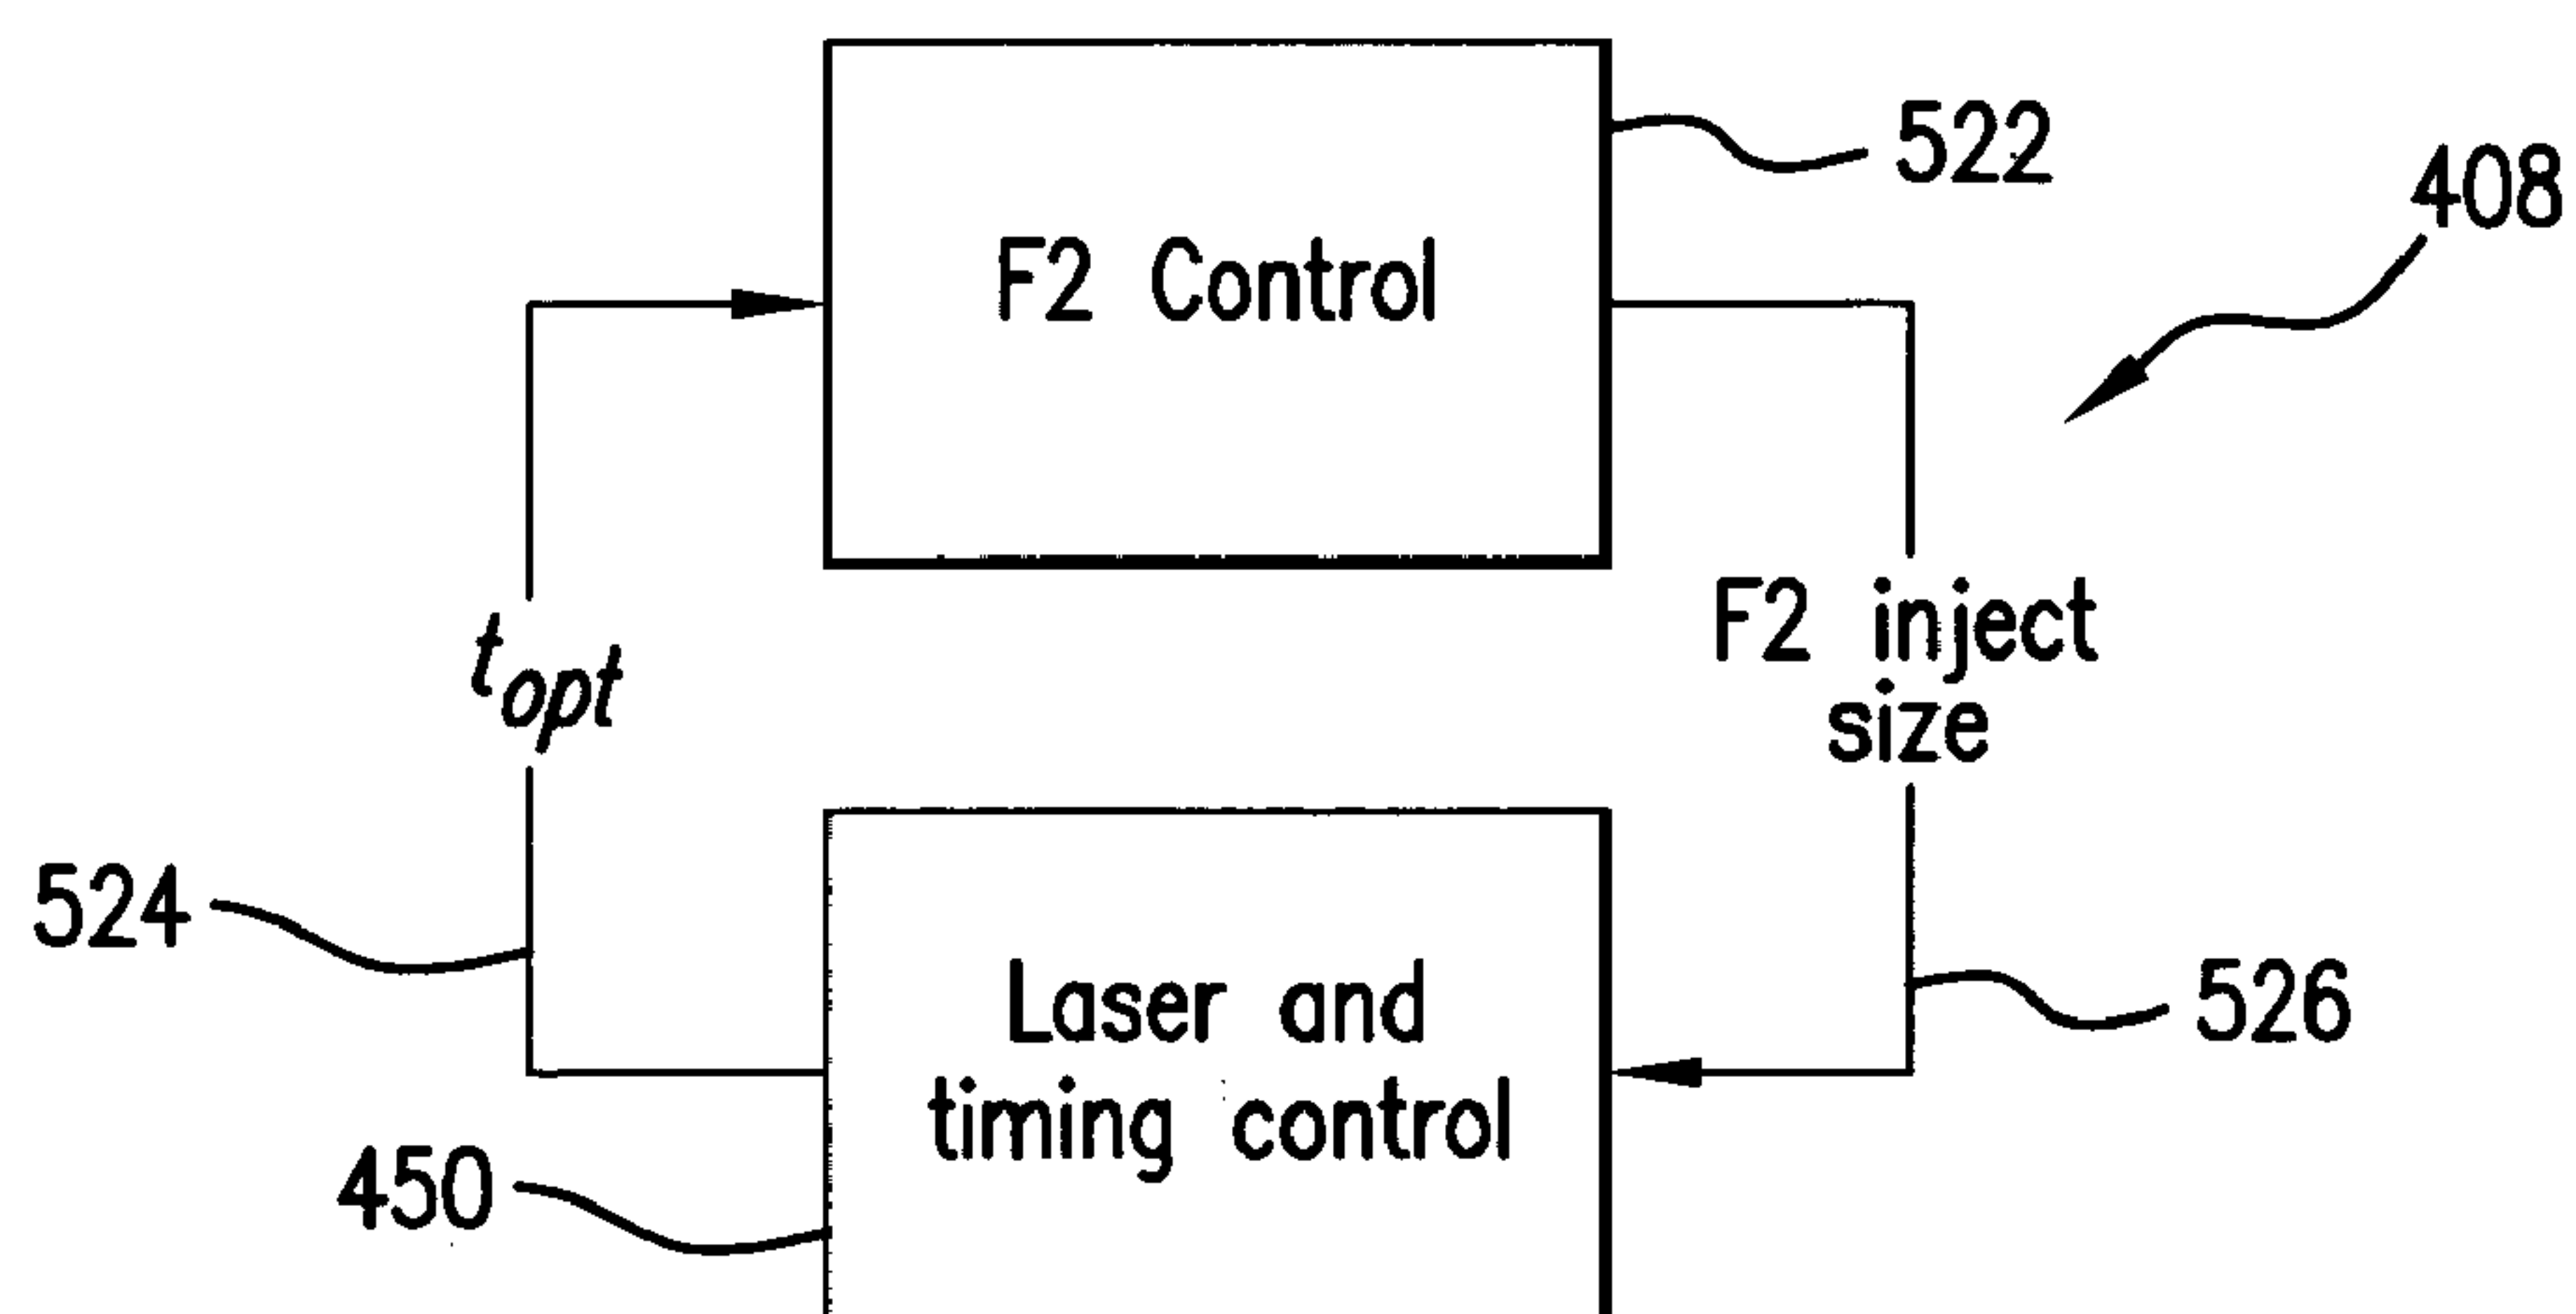 522
408
F2 Control
F2 inject
size
t_opt
524
Laser and
timing control
526
450